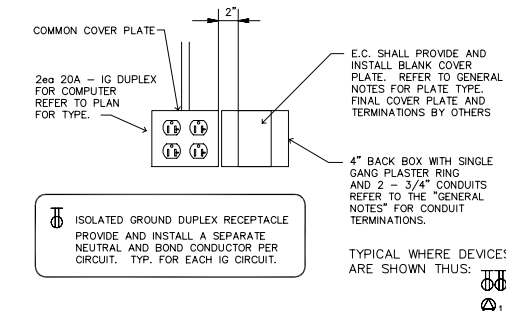 2"
COMMON COVER PLATE
2ea 20A – IG DUPLEX
FOR COMPUTER
REFER TO PLAN
FOR TYPE.
E.C. SHALL PROVIDE AND
INSTALL BLANK COVER
PLATE. REFER TO GENERAL
NOTES FOR PLATE TYPE.
FINAL COVER PLATE AND
TERMINATIONS BY OTHERS
4" BACK BOX WITH SINGLE
GANG PLASTER RING
AND 2 – 3/4" CONDUITS
REFER TO THE "GENERAL
NOTES" FOR CONDUIT
TERMINATIONS.
ISOLATED GROUND DUPLEX RECEPTACLE
PROVIDE AND INSTALL A SEPARATE
NEUTRAL AND BOND CONDUCTOR PER
CIRCUIT. TYP. FOR EACH IG CIRCUIT.
TYPICAL WHERE DEVICES
ARE SHOWN THUS:
1